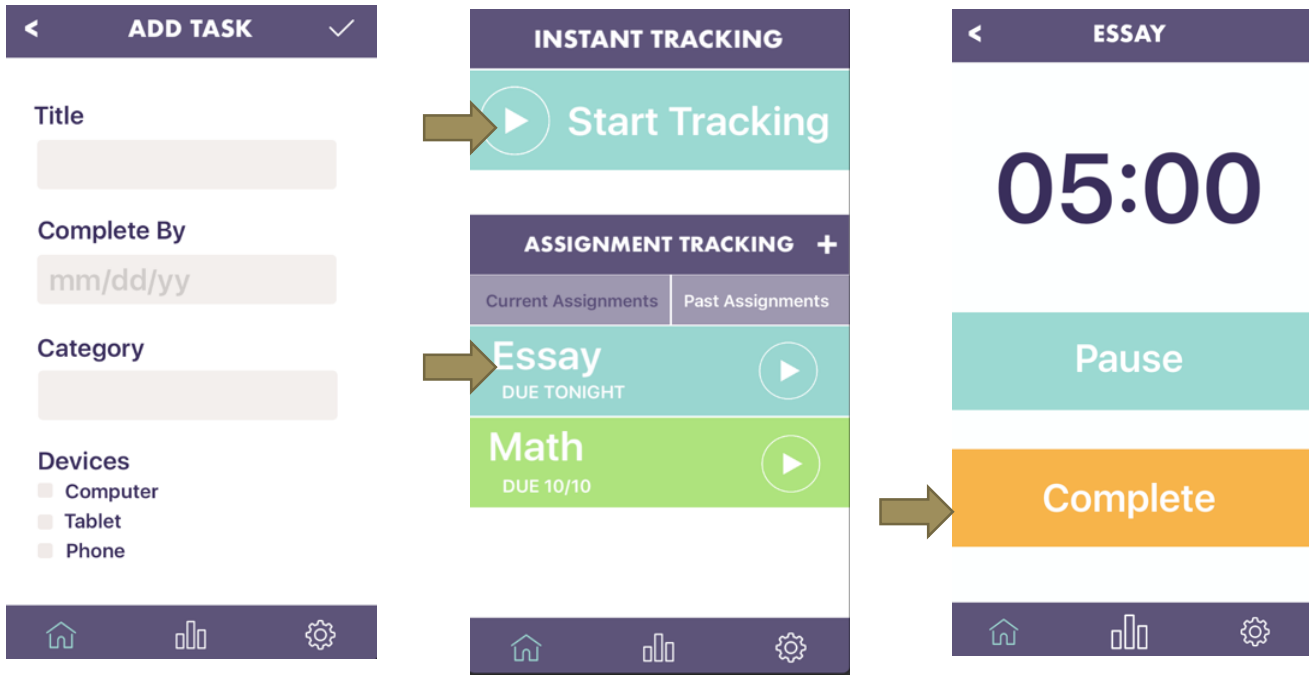 < ADD TASK
Title
Complete By
mm/dd/yy
Category
Devices
Computer
Tablet
Phone
INSTANT TRACKING
Start Tracking
ASSIGNMENT TRACKING +
Current Assignments Past Assignments
Essay
DUE TONIGHT
Math
DUE 10/10
< ESSAY
05:00
Pause
Complete